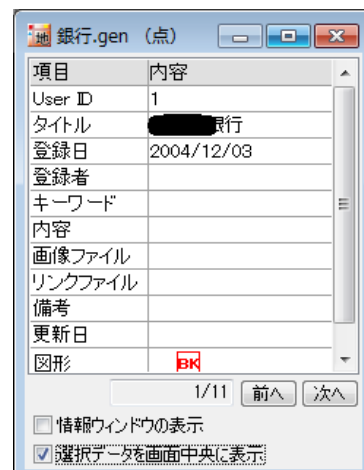 地 銀行.gen （点）
項目 内容
User ID 1
タイトル 銀行
登録日 2004/12/03
登録者
キーワード
内容
画像ファイル
リンクファイル
備考
更新日
図形 BK
1/11 前へ 次へ
情報ウィンドウの表示
選択データを画面中央に表示